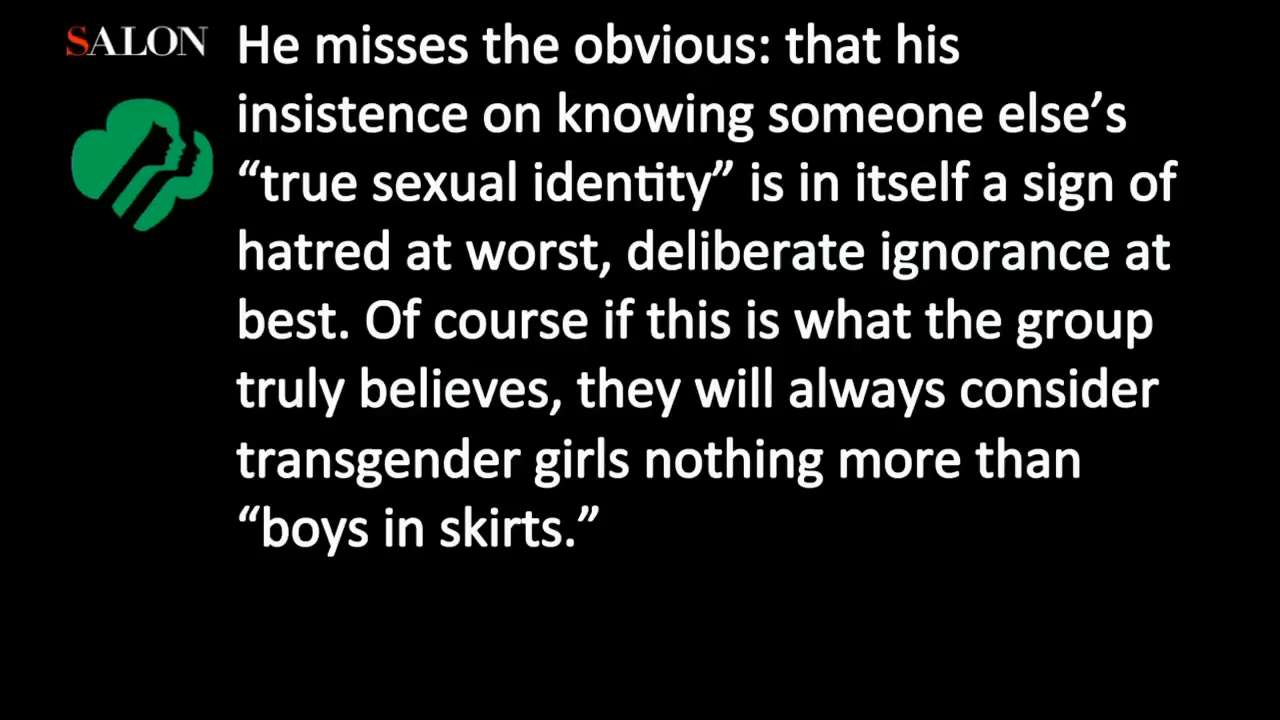 SALON
He misses the obvious: that his
insistence on knowing someone else’s
“true sexual identity” is in itself a sign of
hatred at worst, deliberate ignorance at
best. Of course if this is what the group
truly believes, they will always consider
transgender girls nothing more than
“boys in skirts.”